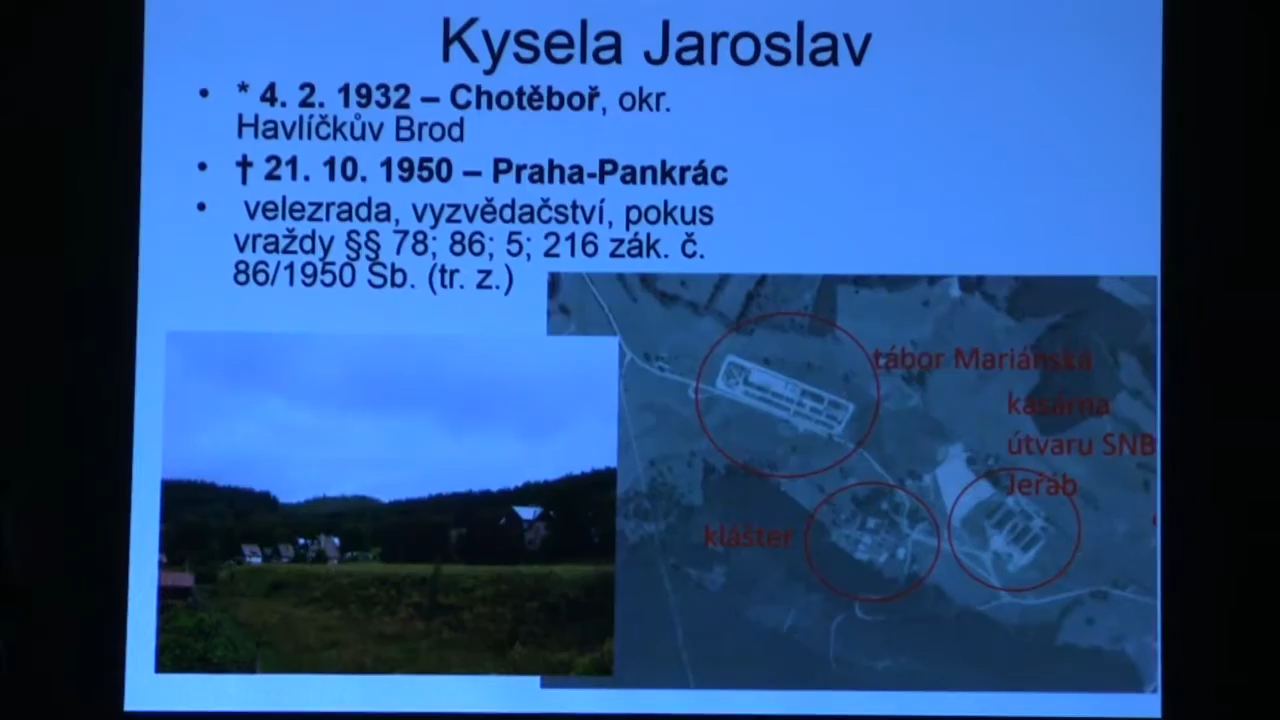 Kysela Jaroslav
• * 4. 2. 1932 – Chotěboř, okr.
Havlíčkův Brod
• † 21. 10. 1950 – Praha-Pankrác
• velezrada, vyzvědačství, pokus
vraždy §§ 78; 86; 5; 216 zák. č.
86/1950 Sb. (tr. z.)
tábor Mariánská
kasárna
útvaru SNB
Jeřáb
klášter